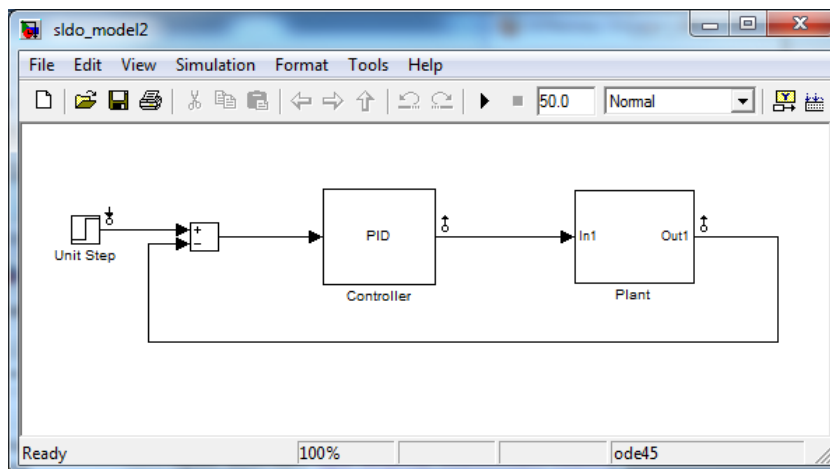 sldo_model2
File Edit View Simulation Format Tools Help
50.0 Normal
Unit Step
+
−
PID
Controller
In1 Out1
Plant
Ready 100% ode45